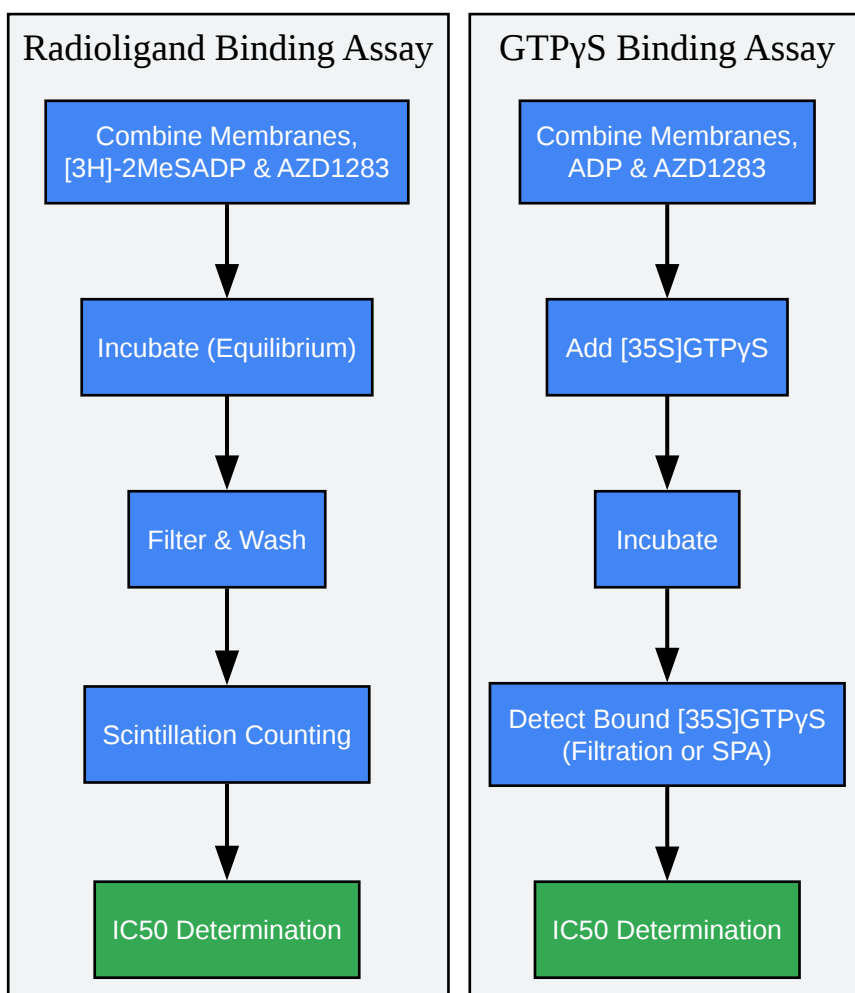 Radioligand Binding Assay
Combine Membranes,
[3H]-2MeSADP & AZD1283
Incubate (Equilibrium)
Filter & Wash
Scintillation Counting
IC50 Determination
GTPγS Binding Assay
Combine Membranes,
ADP & AZD1283
Add [35S]GTPγS
Incubate
Detect Bound [35S]GTPγS
(Filtration or SPA)
IC50 Determination